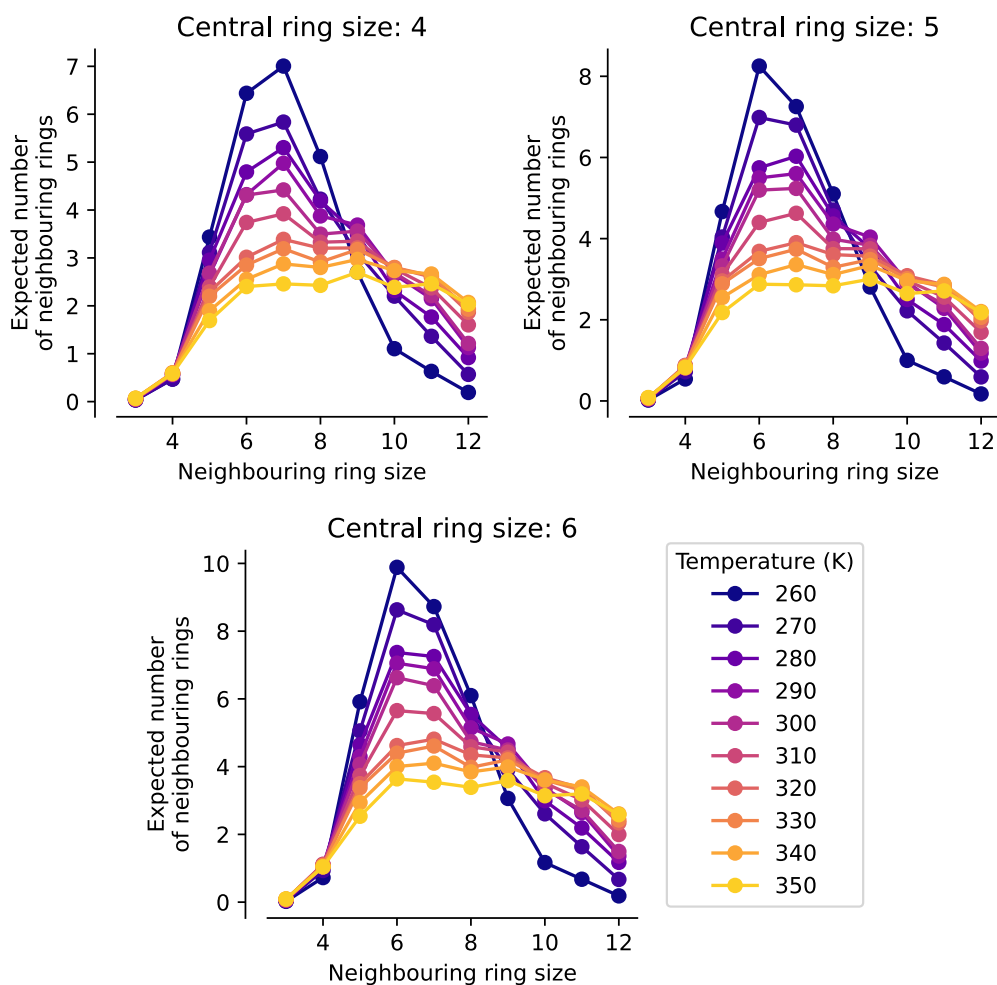 Central ring size: 4
Expected number
of neighbouring rings
7
6
5
4
3
2
1
0
4 6 8 10 12
Neighbouring ring size
Central ring size: 5
Expected number
of neighbouring rings
8
6
4
2
0
4 6 8 10 12
Neighbouring ring size
Central ring size: 6
Expected number
of neighbouring rings
10
8
6
4
2
0
4 6 8 10 12
Neighbouring ring size
Temperature (K)
260
270
280
290
300
310
320
330
340
350